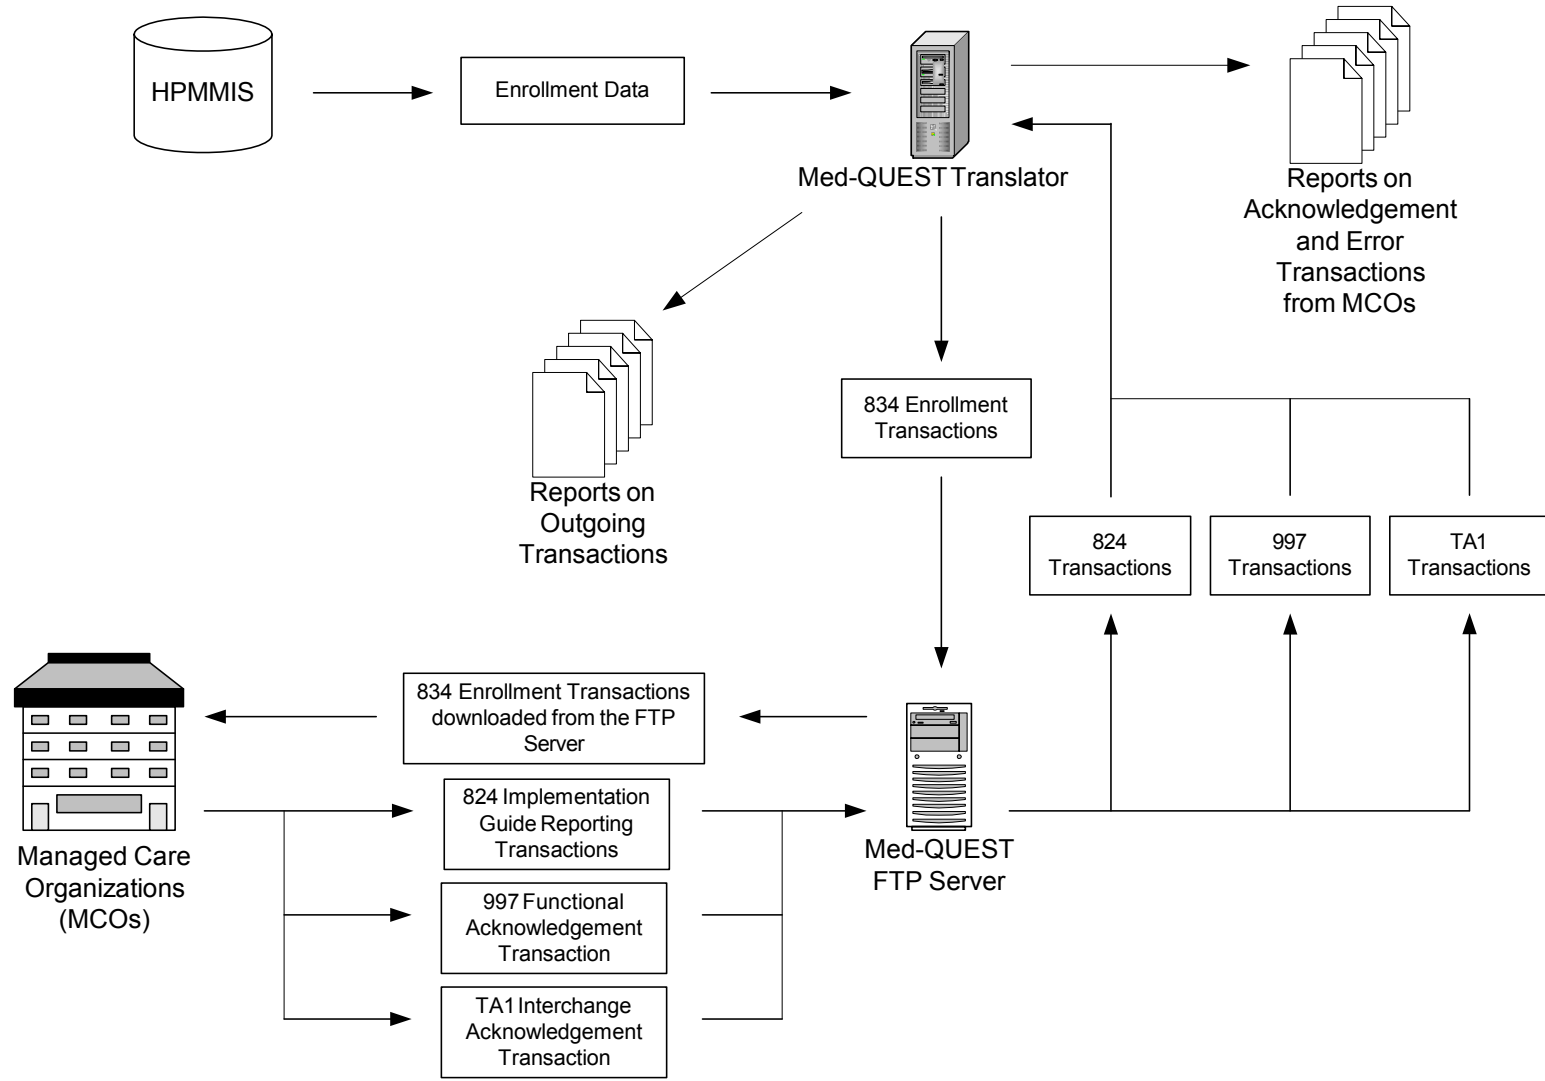 HPMMIS
Enrollment Data
Med-QUEST Translator
Reports on
Acknowledgement
and Error
Transactions
from MCOs
834 Enrollment
Transactions
Reports on
Outgoing
Transactions
824
Transactions
997
Transactions
TA1
Transactions
834 Enrollment Transactions
downloaded from the FTP
Server
824 Implementation
Guide Reporting
Transactions
Managed Care
Organizations
(MCOs)
Med-QUEST
FTP Server
997 Functional
Acknowledgement
Transaction
TA1 Interchange
Acknowledgement
Transaction